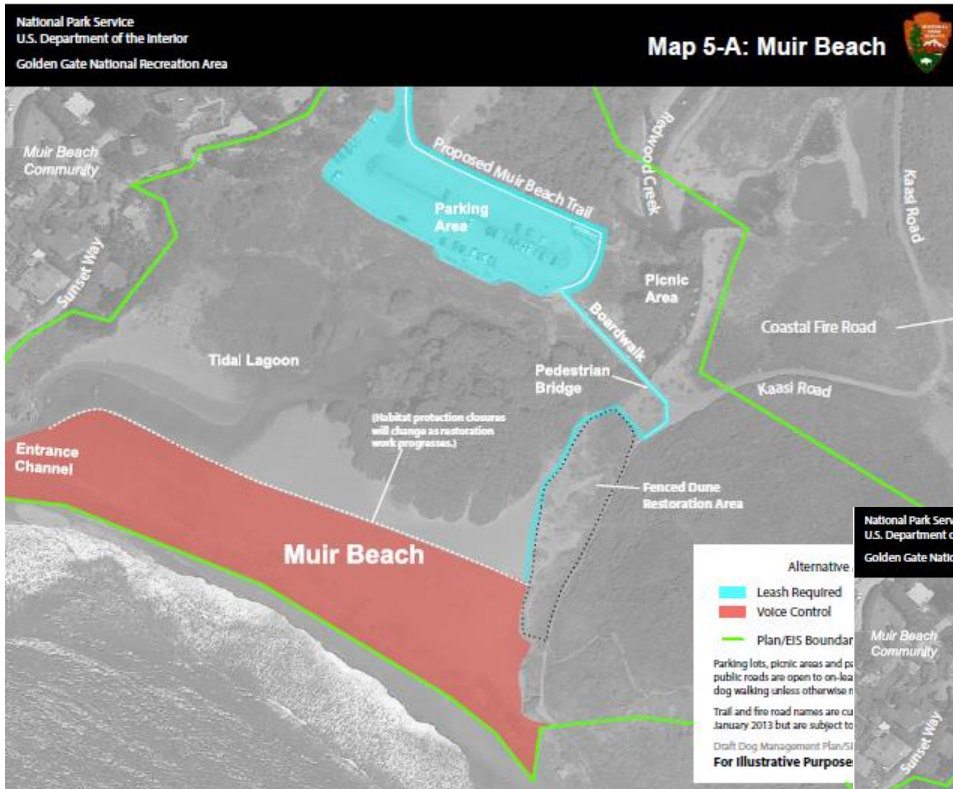 National Park Service
U.S. Department of the Interior
Golden Gate National Recreation Area
Map 5-A: Muir Beach
Muir Beach
Community
Sunset Way
Proposed Muir Beach Trail
Parking
Area
Redwood Creek
Kaasi Road
Picnic
Area
Coastal Fire Road
Boardwalk
Tidal Lagoon
Pedestrian
Bridge
Kaasi Road
(Habitat protection closures
will change as restoration
work progresses.)
Entrance
Channel
Fenced Dune
Restoration Area
Muir Beach
Alternative
Leash Required
Voice Control
Plan/EIS Boundar
Parking lots, picnic areas and pa
public roads are open to on-lea
dog walking unless otherwise
Trail and fire road names are cu
January 2013 but are subject to
Draft Dog Management Plan/
For Illustrative Purpose
National Park Serv
U.S. Department
Golden Gate Natio
Muir Beach
Community
Sunset Way